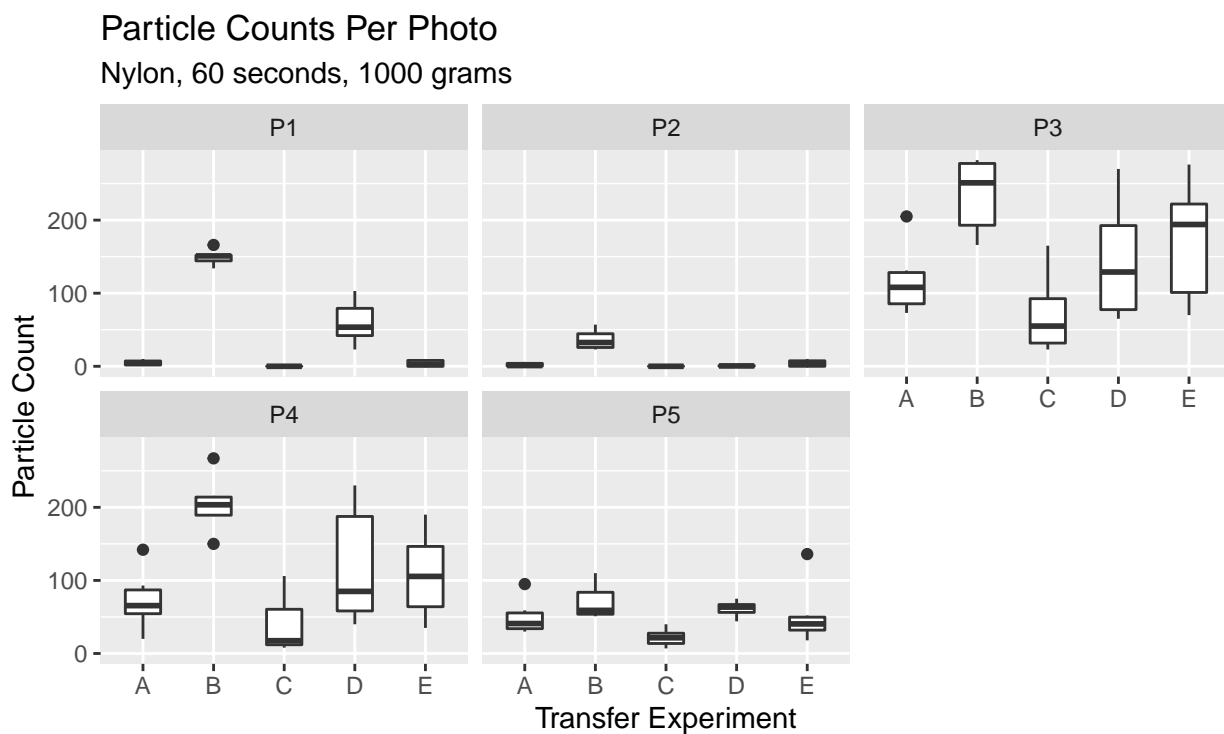 Particle Counts Per Photo
Nylon, 60 seconds, 1000 grams
P1 P2 P3
200
100
0
A B C D E
Particle Count
P4 P5
200
100
0
A B C D E A B C D E
Transfer Experiment